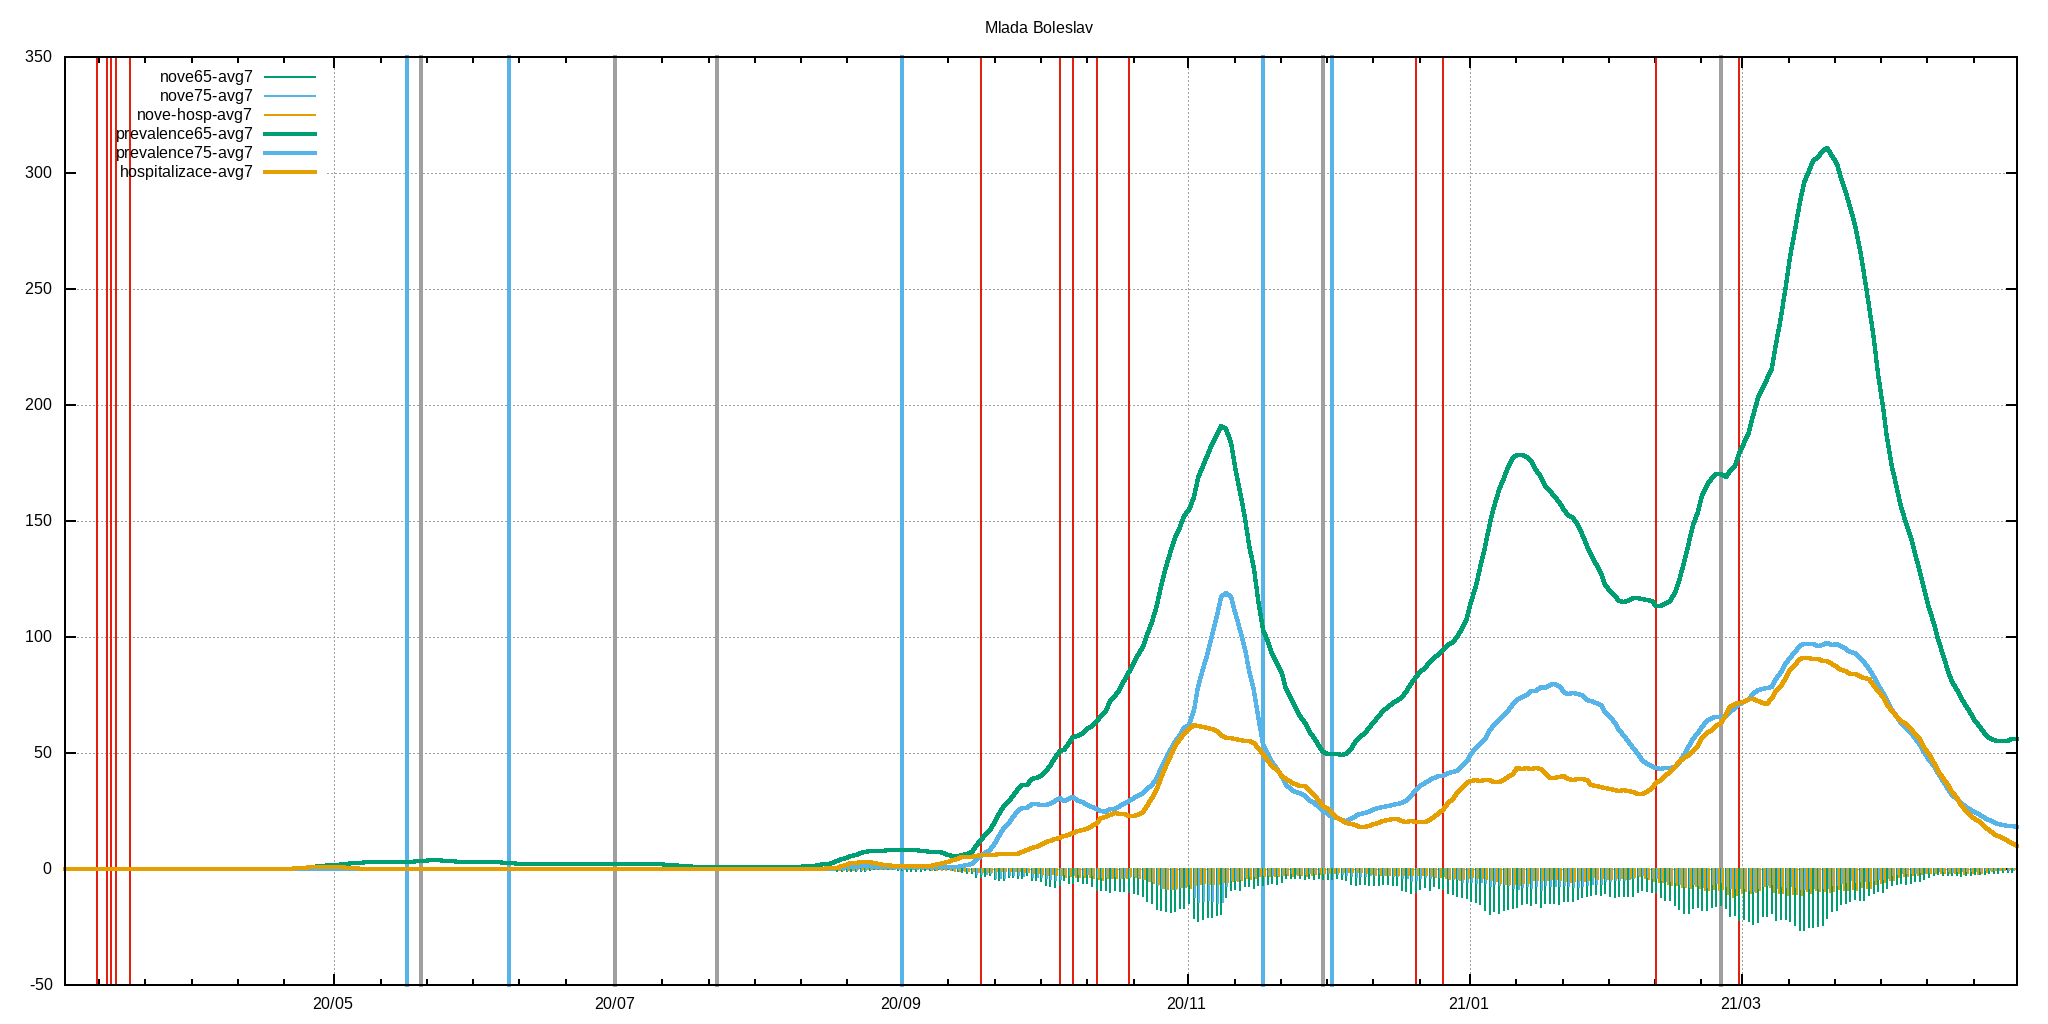 Mlada Boleslav
350
300
250
200
150
100
50
0
-50
nove65-avg7
nove75-avg7
nove-hosp-avg7
prevalence65-avg7
prevalence75-avg7
hospitalizace-avg7
20/05 20/07 20/09 20/11 21/01 21/03